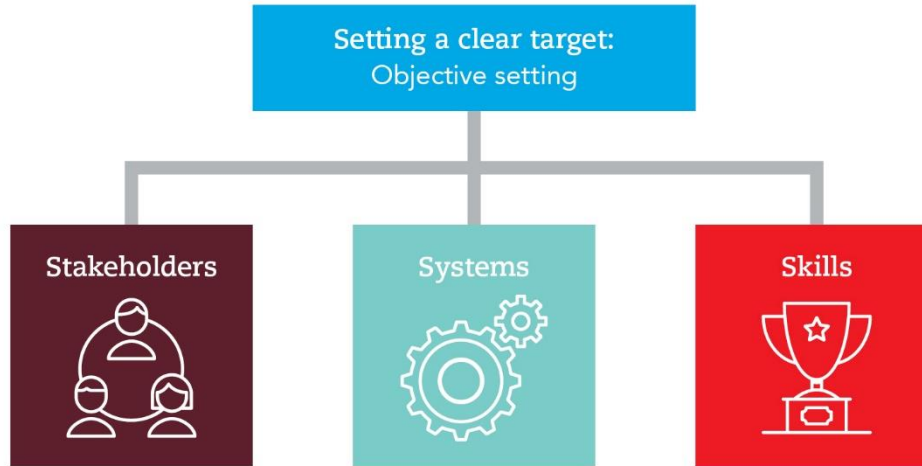 Setting a clear target:
Objective setting
Stakeholders
Systems
Skills